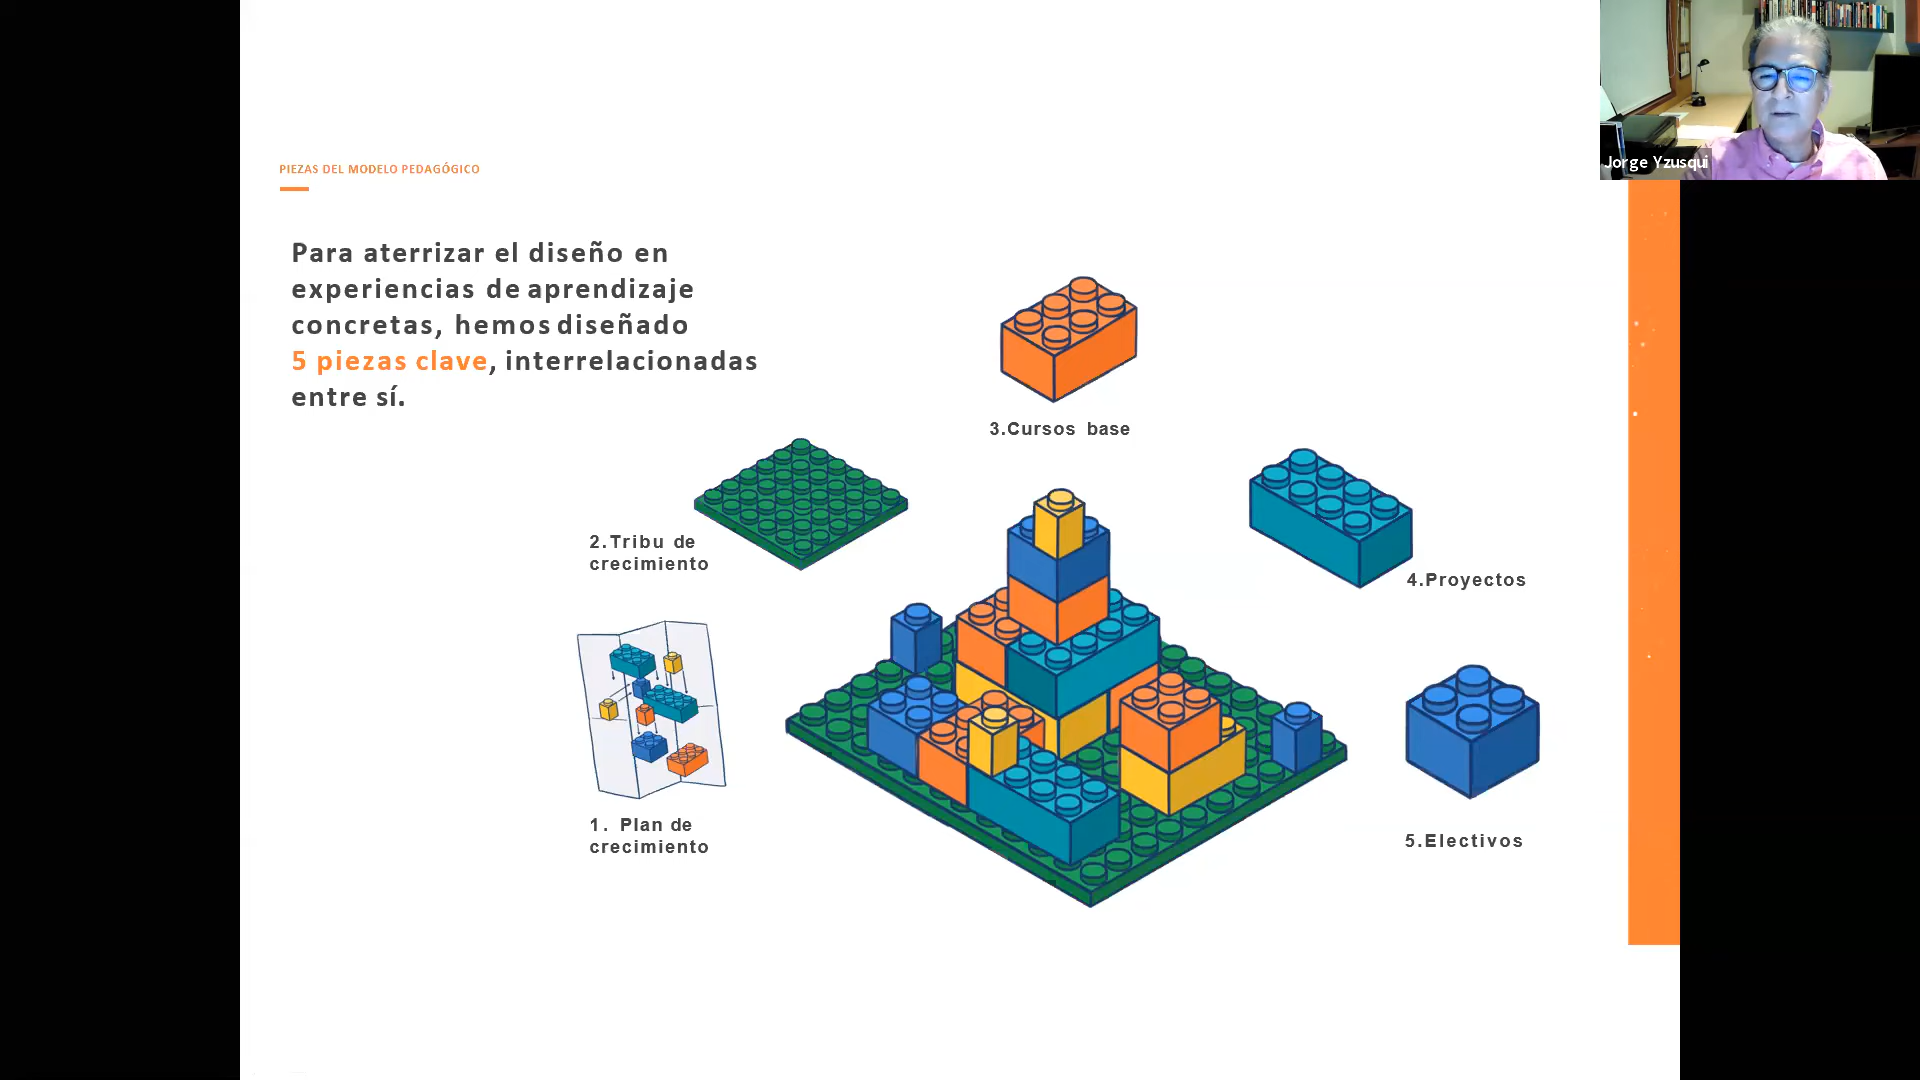 Jorge Yzusqui
PIEZAS DEL MODELO PEDAGÓGICO
Para aterrizar el diseño en
experiencias de aprendizaje
concretas, hemos diseñado
5 piezas clave, interrelacionadas
entre sí.
3.Cursos base
2.Tribu de
crecimiento
4.Proyectos
1. Plan de
crecimiento
5.Electivos